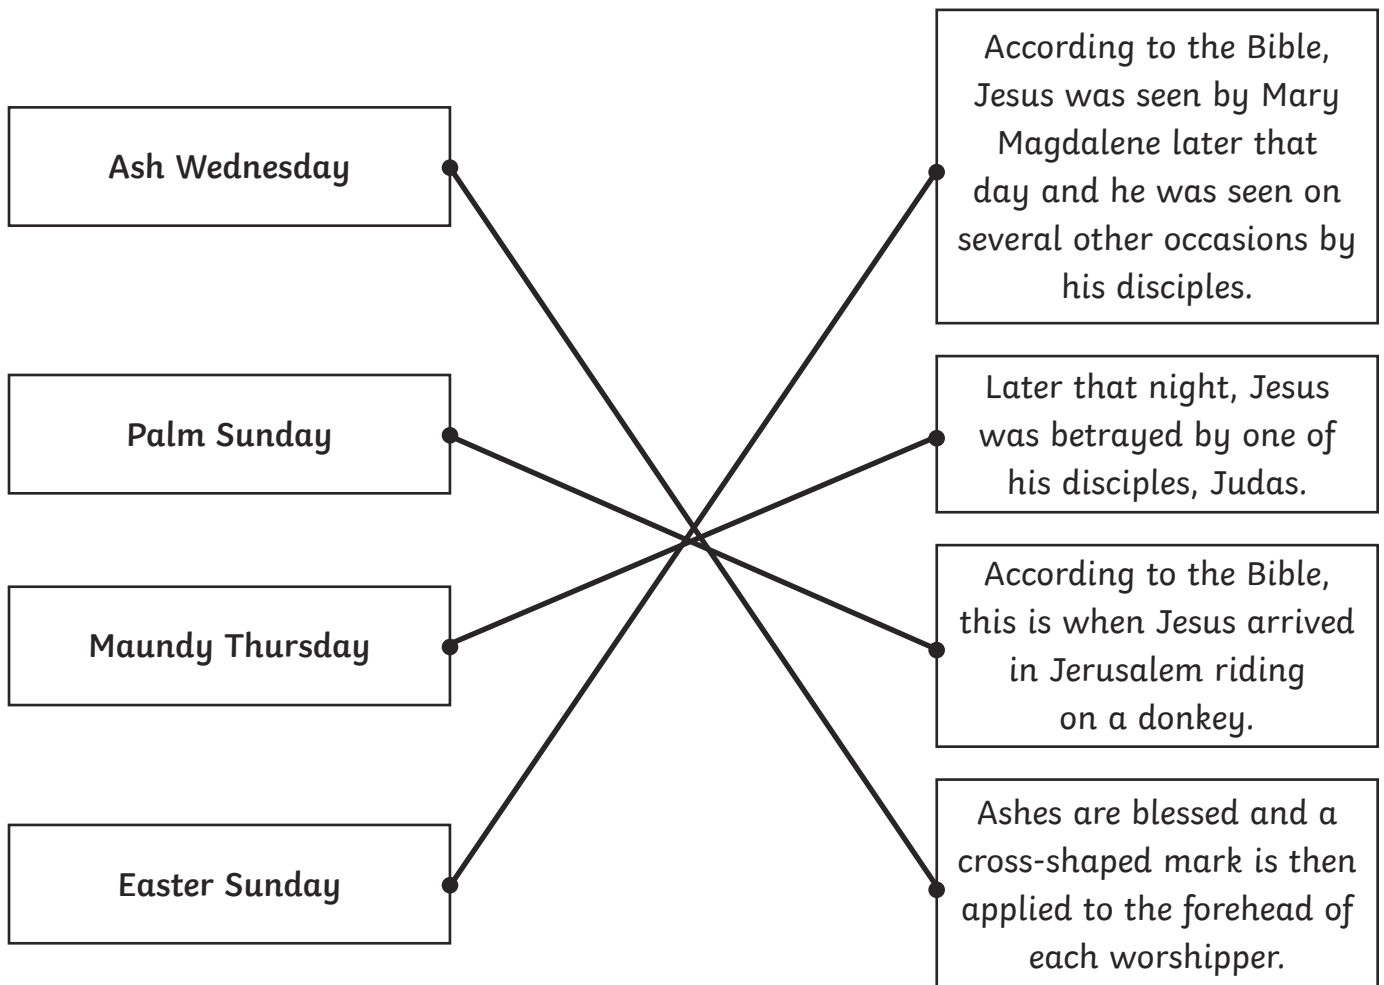 Ash Wednesday
Palm Sunday
Maundy Thursday
Easter Sunday
According to the Bible,
Jesus was seen by Mary
Magdalene later that
day and he was seen on
several other occasions by
his disciples.
Later that night, Jesus
was betrayed by one of
his disciples, Judas.
According to the Bible,
this is when Jesus arrived
in Jerusalem riding
on a donkey.
Ashes are blessed and a
cross-shaped mark is then
applied to the forehead of
each worshipper.